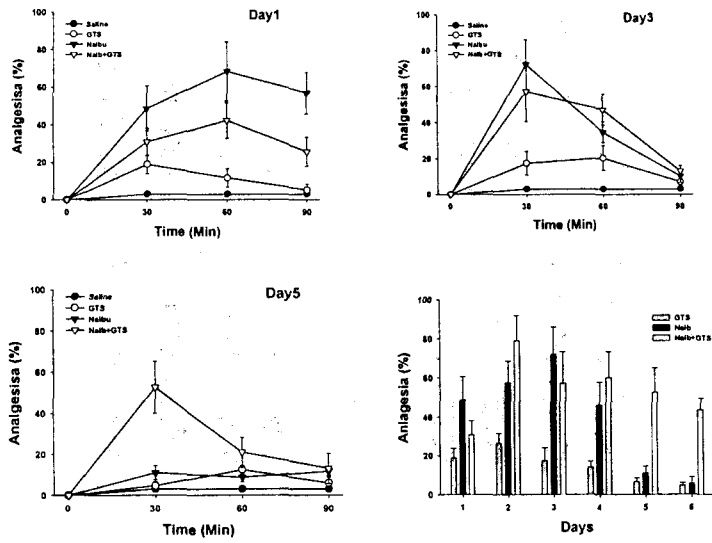 Day1
Saline
GTS
Nalbu
Nalb+GTS
100
80
60
40
20
0
Analgesisa (%)
0 30 60 90
Time (Min)
Day3
Saline
GTS
Nalbu
Nalb+GTS
100
80
60
40
20
0
Analgesisa (%)
0 30 60 90
Time (Min)
Day5
Saline
GTS
Nalbu
Nalb+GTS
100
80
60
40
20
0
Analgesisa (%)
0 30 60 90
Time (Min)
GTS
Nalb
Nalb+GTS
100
80
60
40
20
0
Anlagesia (%)
1 2 3 4 5 6
Days